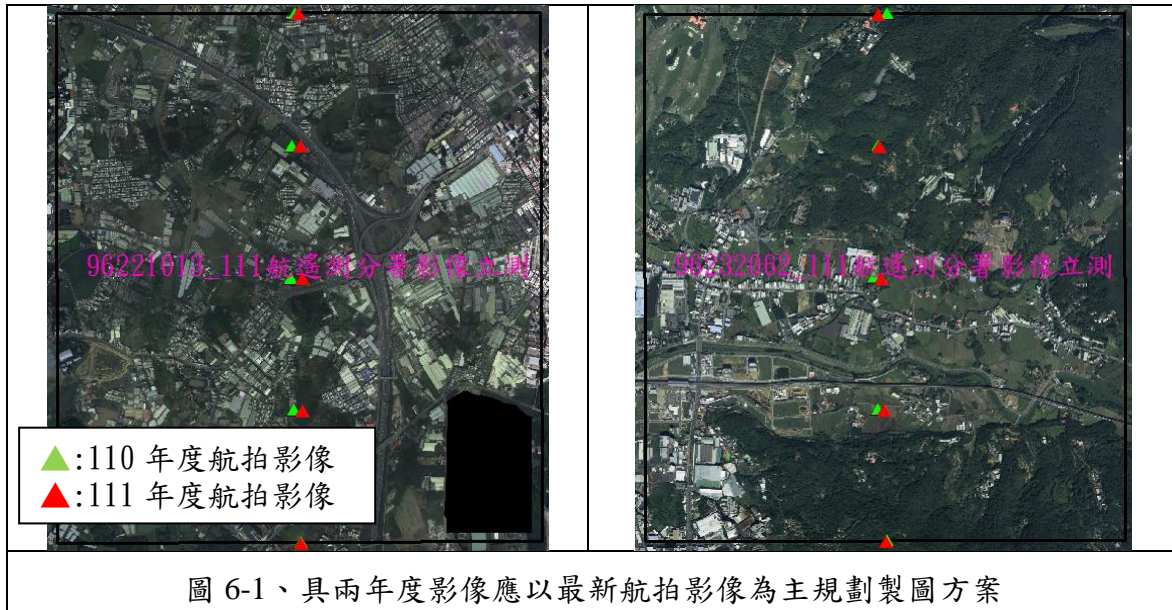 96221013_111航遙測分署影像立測
96232062_111航遙測分署影像立測
▲:110 年度航拍影像
▲:111 年度航拍影像
圖 6-1、具兩年度影像應以最新航拍影像為主規劃製圖方案